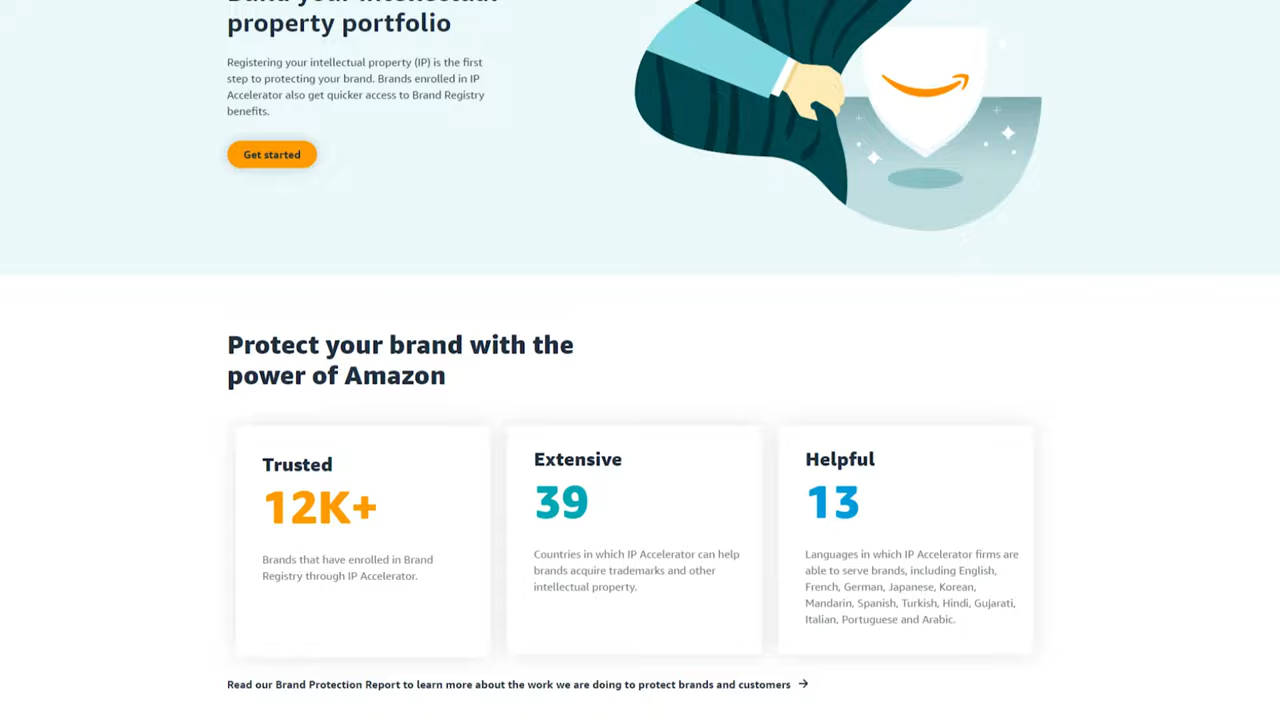 property portfolio
Registering your intellectual property (IP) is the first
step to protecting your brand. Brands enrolled in IP
Accelerator also get quicker access to Brand Registry
benefits.
Get started
Protect your brand with the
power of Amazon
Trusted
12K+
Brands that have enrolled in Brand
Registry through IP Accelerator.
Extensive
39
Countries in which IP Accelerator can help
brands acquire trademarks and other
intellectual property.
Helpful
13
Languages in which IP Accelerator firms are
able to serve brands, including English,
French, German, Japanese, Korean,
Mandarin, Spanish, Turkish, Hindi, Gujarati,
Italian, Portuguese and Arabic.
Read our Brand Protection Report to learn more about the work we are doing to protect brands and customers →